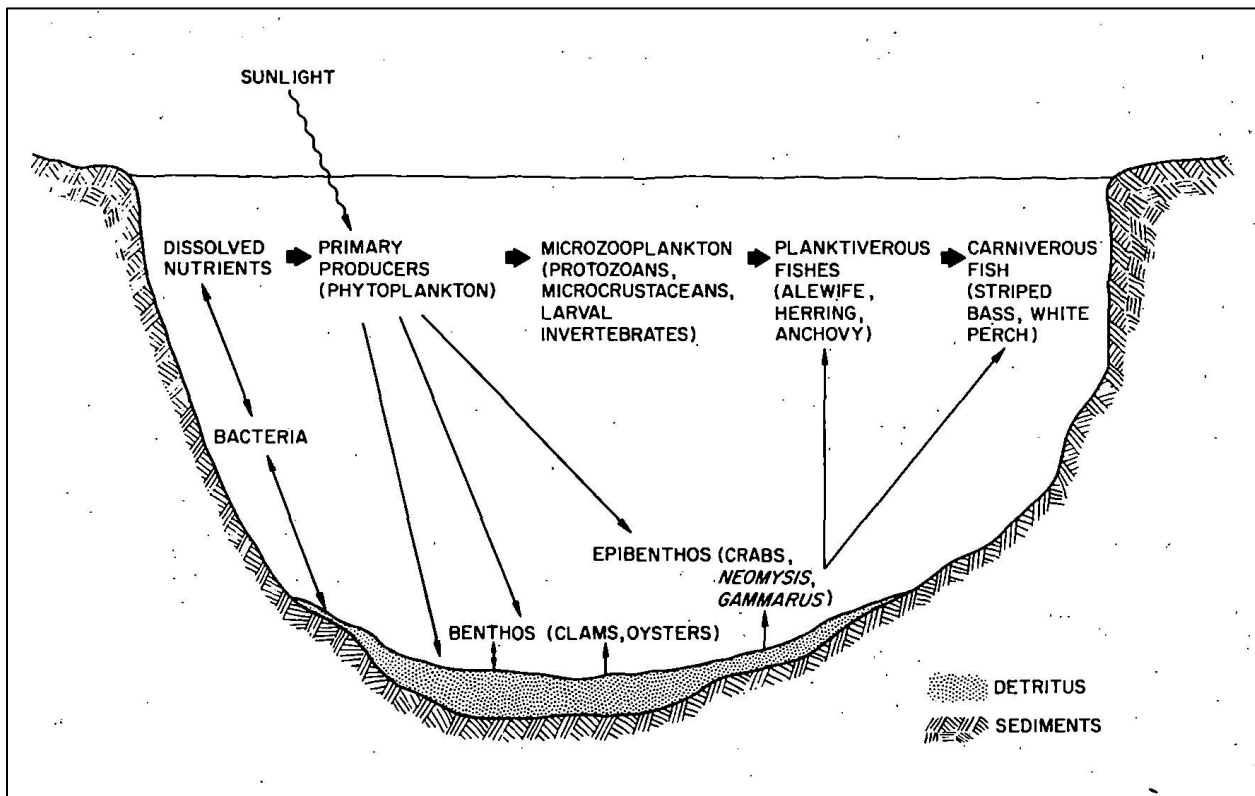 SUNLIGHT
DISSOLVED
NUTRIENTS
PRIMARY
PRODUCERS
(PHYTOPLANKTON)
MICROZOOPLANKTON
(PROTOZOANS,
MICROCRUSTACEANS,
LARVAL
INVERTEBRATES)
PLANKTIVEROUS
FISHES
(ALEWIFE,
HERRING,
ANCHOVY)
CARNIVEROUS
FISH
(STRIPED
BASS, WHITE
PERCH)
BACTERIA
EPIBENTHOS (CRABS,
NEOMYSIS,
GAMMARUS)
BENTHOS (CLAMS, OYSTERS)
DETRITUS
SEDIMENTS